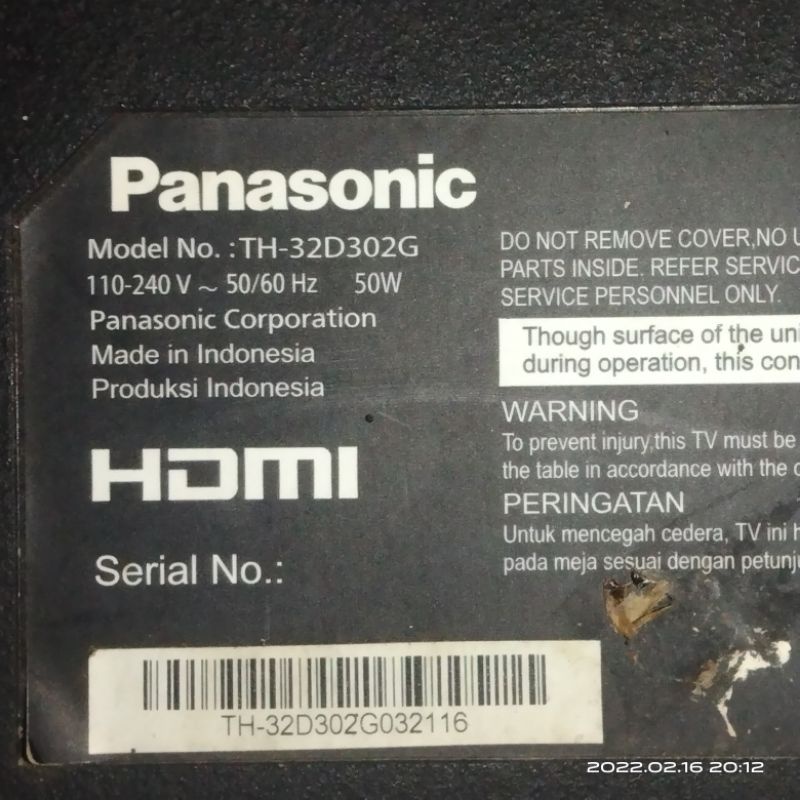 Panasonic
Model No. : TH-32D302G
110-240 V ~ 50/60 Hz 50W
Panasonic Corporation
Made in Indonesia
Produksi Indonesia
HDMI
Serial No.:
TH-32D302G032116
DO NOT REMOVE COVER,NO
PARTS INSIDE. REFER
SERVICE PERSONNEL ONLY.
Though surface of the
during operation, this
WARNING
To prevent injury,this TV must be
the table in accordance with the
PERINGATAN
Untuk mencegah cedera, TV ini
pada meja sesuai dengan
2022.02.16 20:12